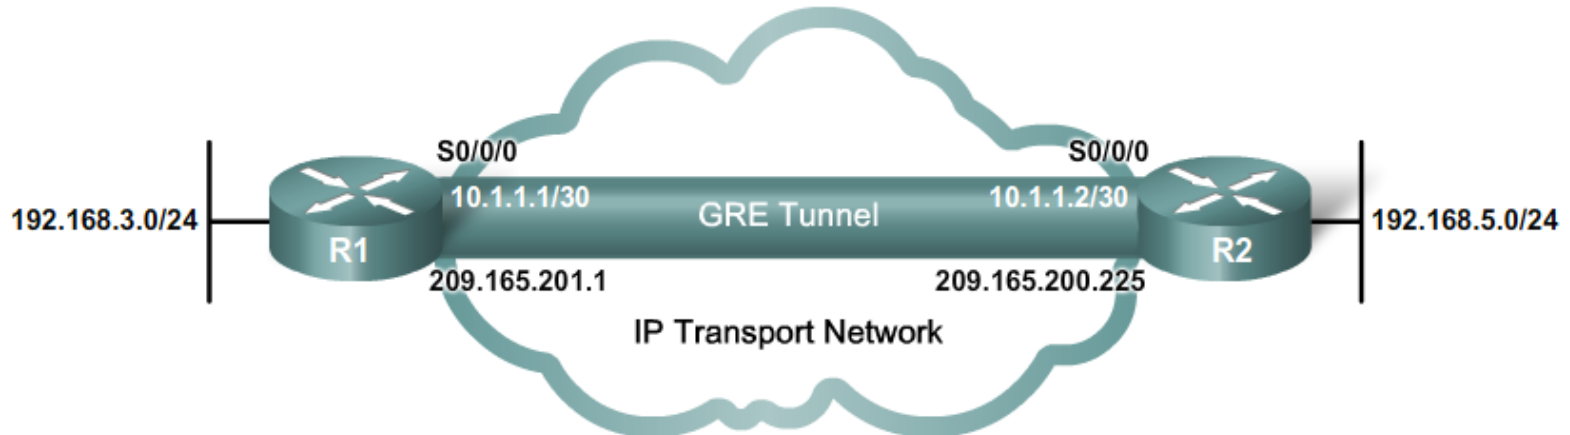 S0/0/0
S0/0/0
10.1.1.1/30
10.1.1.2/30
GRE Tunnel
192.168.3.0/24
192.168.5.0/24
R1
R2
209.165.201.1
209.165.200.225
IP Transport Network